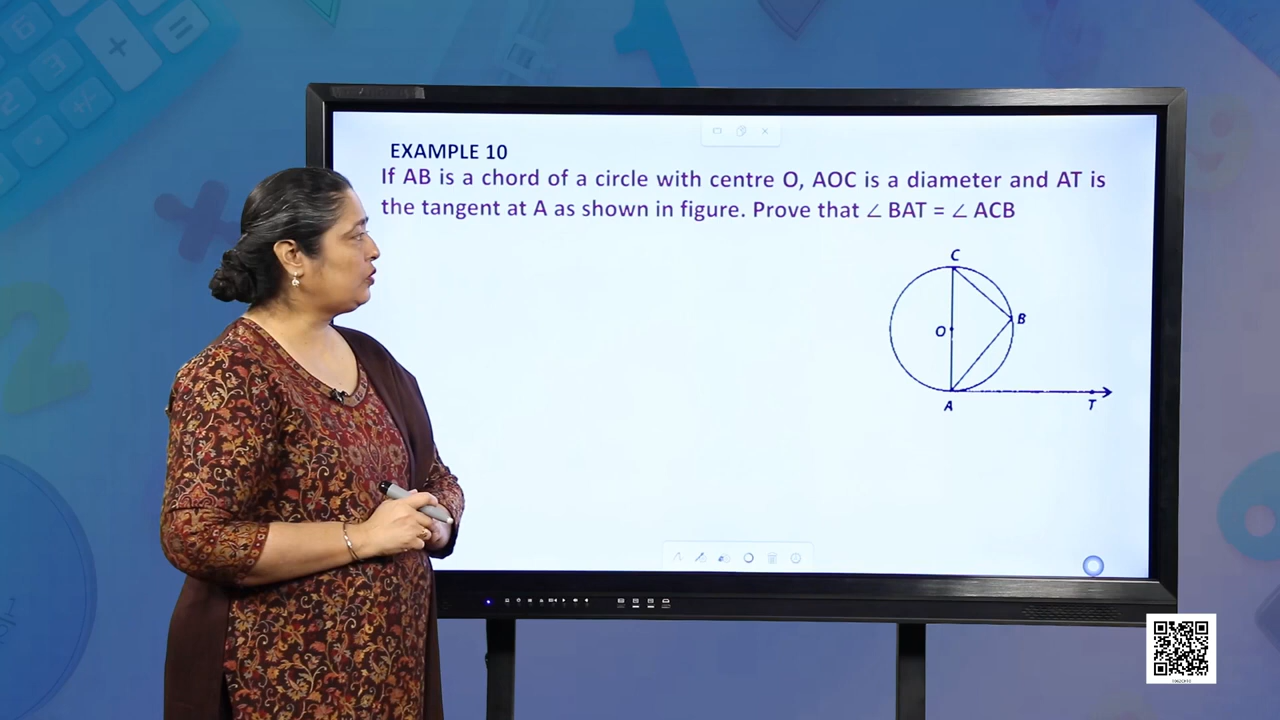 EXAMPLE 10
If AB is a chord of a circle with centre O, AOC is a diameter and AT is
the tangent at A as shown in figure. Prove that ∠ BAT = ∠ ACB
C
B
O
A
T